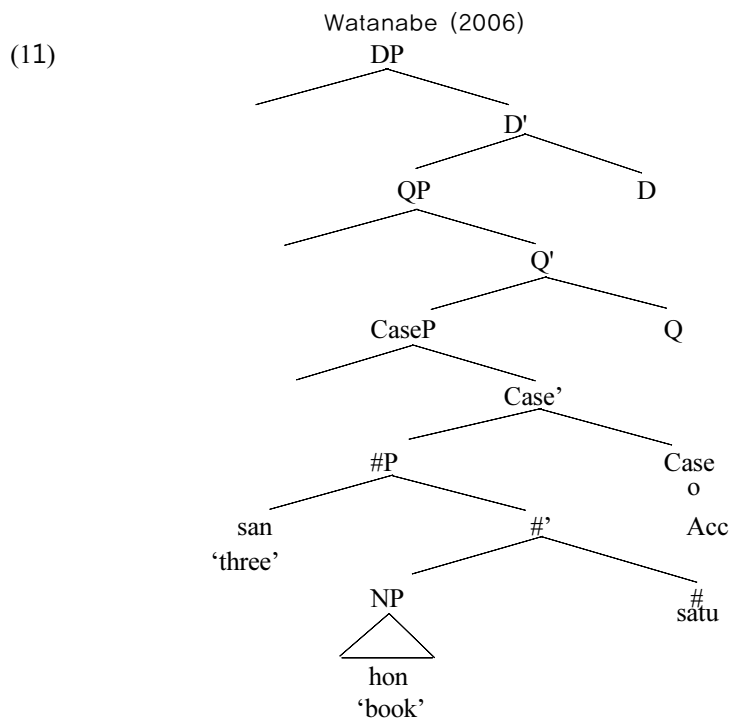 Watanabe (2006)
(11) DP
D'
QP D
Q'
CaseP Q
Case’
#P Case
o
san #’ Acc
‘three’
NP #
satu
hon
‘book’